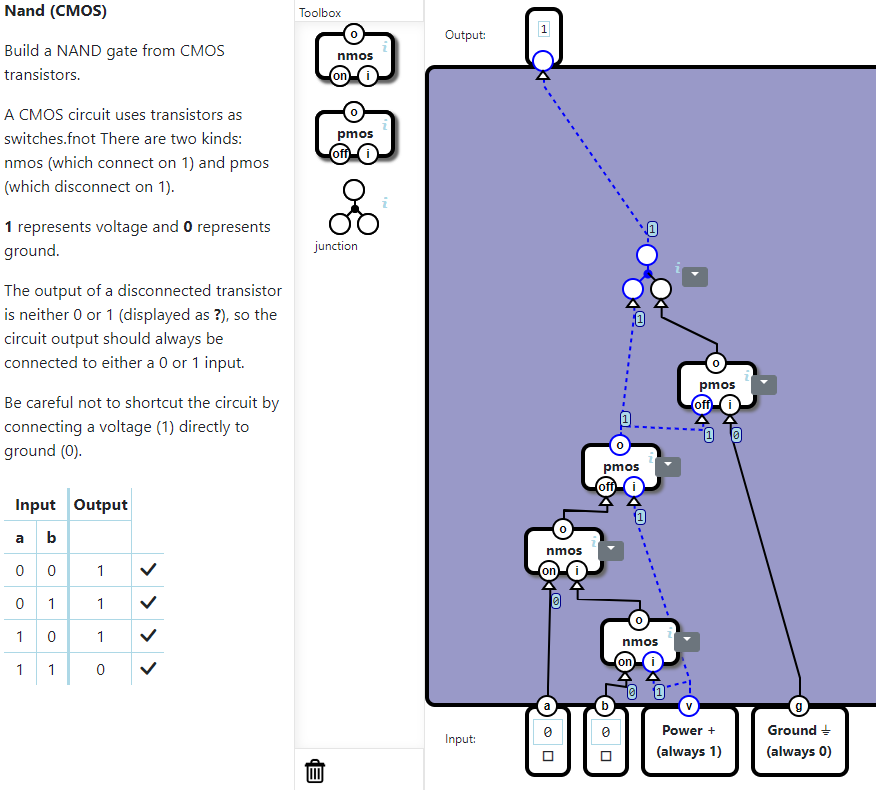 Nand (CMOS)
Build a NAND gate from CMOS
transistors.
A CMOS circuit uses transistors as
switches.fnot There are two kinds:
nmos (which connect on 1) and pmos
(which disconnect on 1).
1 represents voltage and 0 represents
ground.
The output of a disconnected transistor
is neither 0 or 1 (displayed as ?), so the
circuit output should always be
connected to either a 0 or 1 input.
Be careful not to shortcut the circuit by
connecting a voltage (1) directly to
ground (0).
Input Output
a b
0 0 1 ✓
0 1 1 ✓
1 0 1 ✓
1 1 0 ✓
Toolbox
o
nmos i
on i
o
pmos i
off i
i
junction
Output:
1
1
i
1
o
pmos i
off i
1
1 0
o
pmos i
off i
1
o
nmos i
on i
0
o
nmos i
on i
0 1
a b v g
Input:
0
0
Power +
(always 1)
Ground ⏚
(always 0)